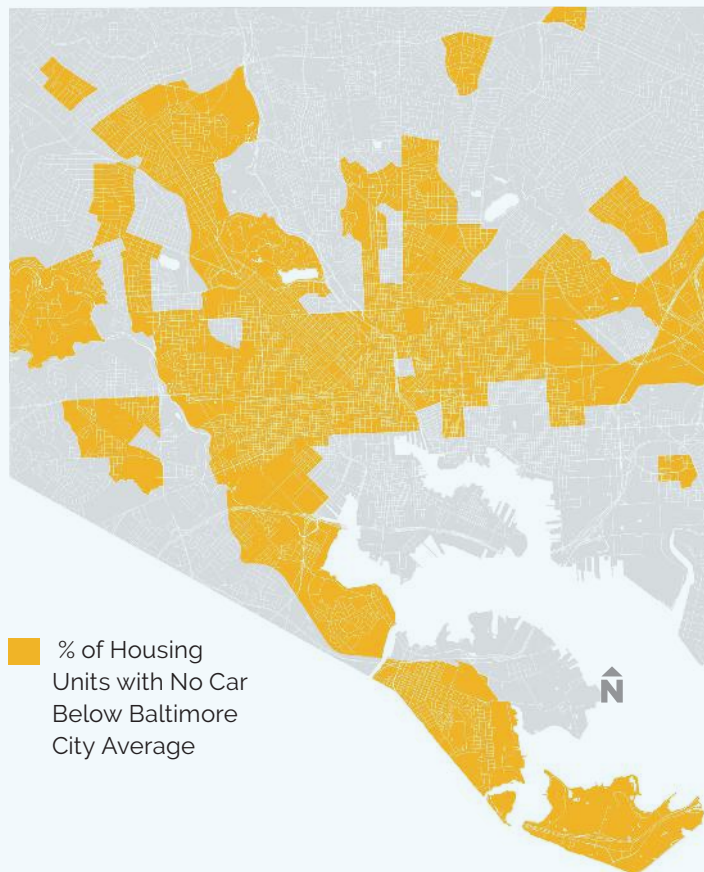 % of Housing
Units with No Car
Below Baltimore
City Average
N